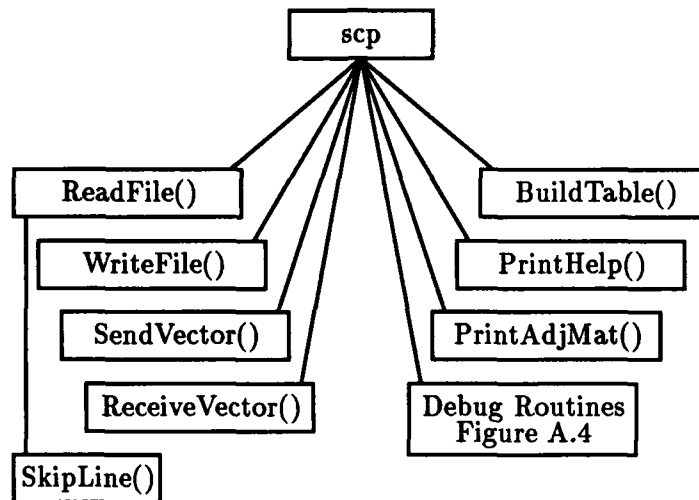 scp
ReadFile()
BuildTable()
WriteFile()
PrintHelp()
SendVector()
PrintAdjMat()
ReceiveVector()
Debug Routines
Figure A.4
SkipLine()